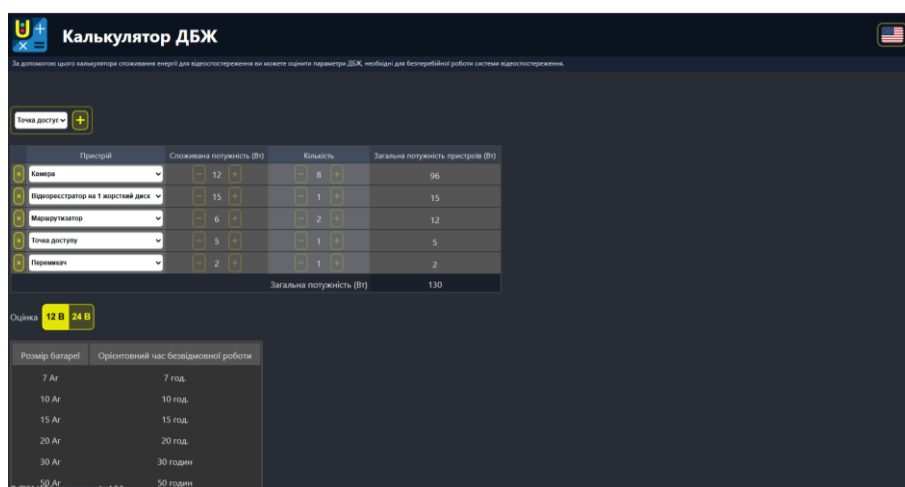 Калькулятор ДБЖ
За допомогою цього калькулятора споживання енергії для відеоспостереження ви можете оцінити параметри ДБЖ, необхідні для безперебійної роботи системи відеоспостереження.
Точка доступ +
Пристрій Споживана потужність (Вт) Кількість Загальна потужність пристроїв (Вт)
× Камера − 12 + − 8 + 96
× Відеореєстратор на 1 жорсткий диск − 15 + − 1 + 15
× Маршрутизатор − 6 + − 2 + 12
× Точка доступу − 5 + − 1 + 5
× Перемикач − 2 + − 1 + 2
Загальна потужність (Вт) 130
Оцінка 12 В 24 В
Розмір батареї Орієнтовний час безвідмовної роботи
7 Аг 7 год.
10 Аг 10 год.
15 Аг 15 год.
20 Аг 20 год.
30 Аг 30 годин
50 Аг 50 годин